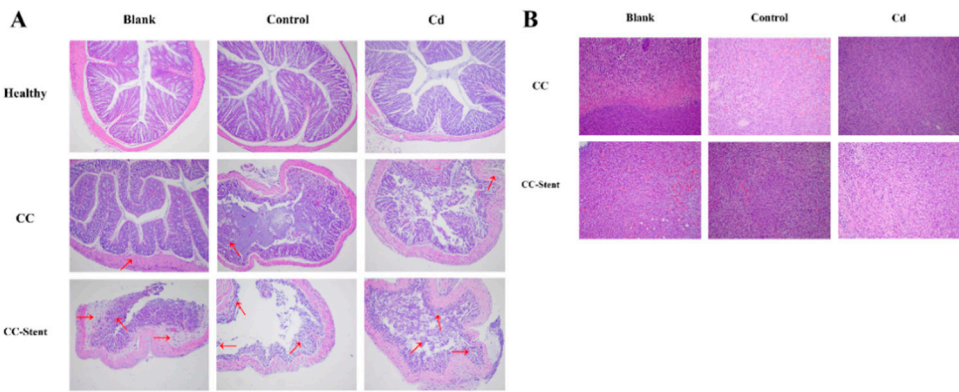 A
Blank Control Cd
Healthy
CC
CC-Stent
B
Blank Control Cd
CC
CC-Stent